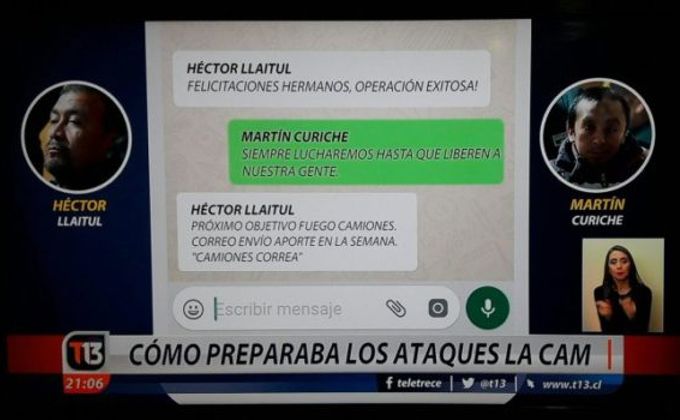 HÉCTOR LLAITUL
FELICITACIONES HERMANOS, OPERACIÓN EXITOSA!
MARTÍN CURICHE
SIEMPRE LUCHAREMOS HASTA QUE LIBEREN A
NUESTRA GENTE.
HÉCTOR
LLAITUL
MARTÍN
CURICHE
HÉCTOR LLAITUL
PRÓXIMO OBJETIVO FUEGO CAMIONES.
CORREO ENVÍO APORTE EN LA SEMANA.
"CAMIONES CORREA"
Escribir mensaje
T13
CÓMO PREPARABA LOS ATAQUES LA CAM
21:06
teletrece
@t13
www.t13.cl